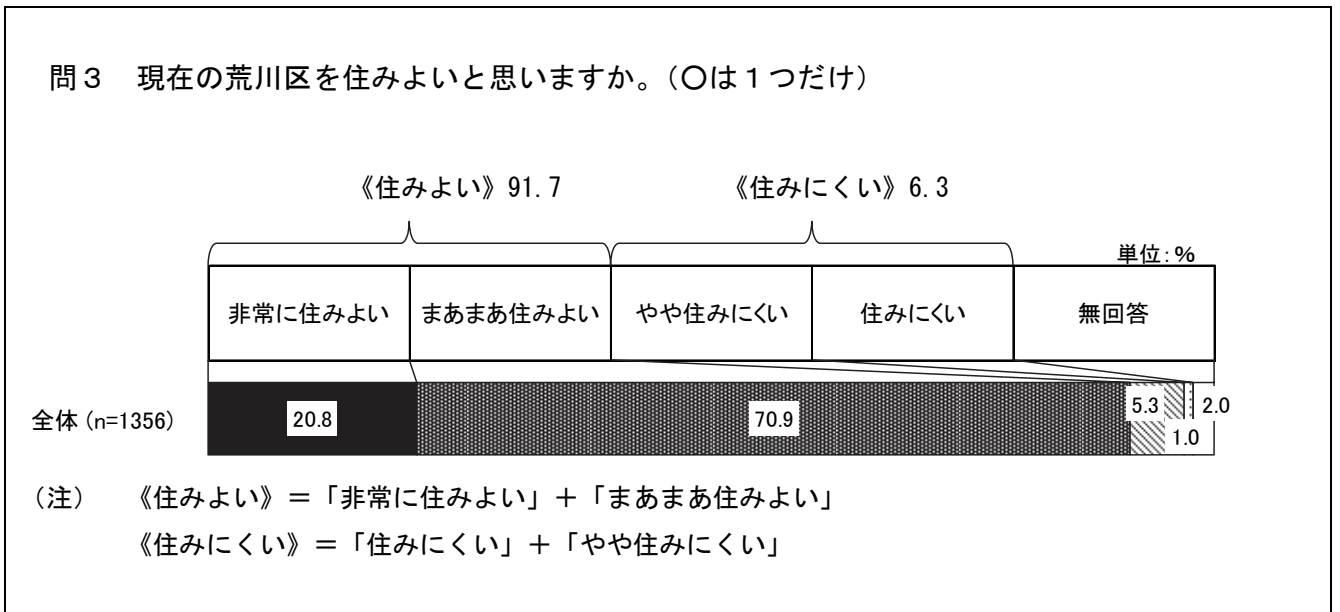 問３　現在の荒川区を住みよいと思いますか。（○は１つだけ）
《住みよい》91.7　《住みにくい》6.3
単位：％
非常に住みよい　まあまあ住みよい　やや住みにくい　住みにくい　無回答
全体 (n=1356)　20.8　70.9　5.3　1.0　2.0
（注）　《住みよい》＝「非常に住みよい」＋「まあまあ住みよい」
《住みにくい》＝「住みにくい」＋「やや住みにくい」